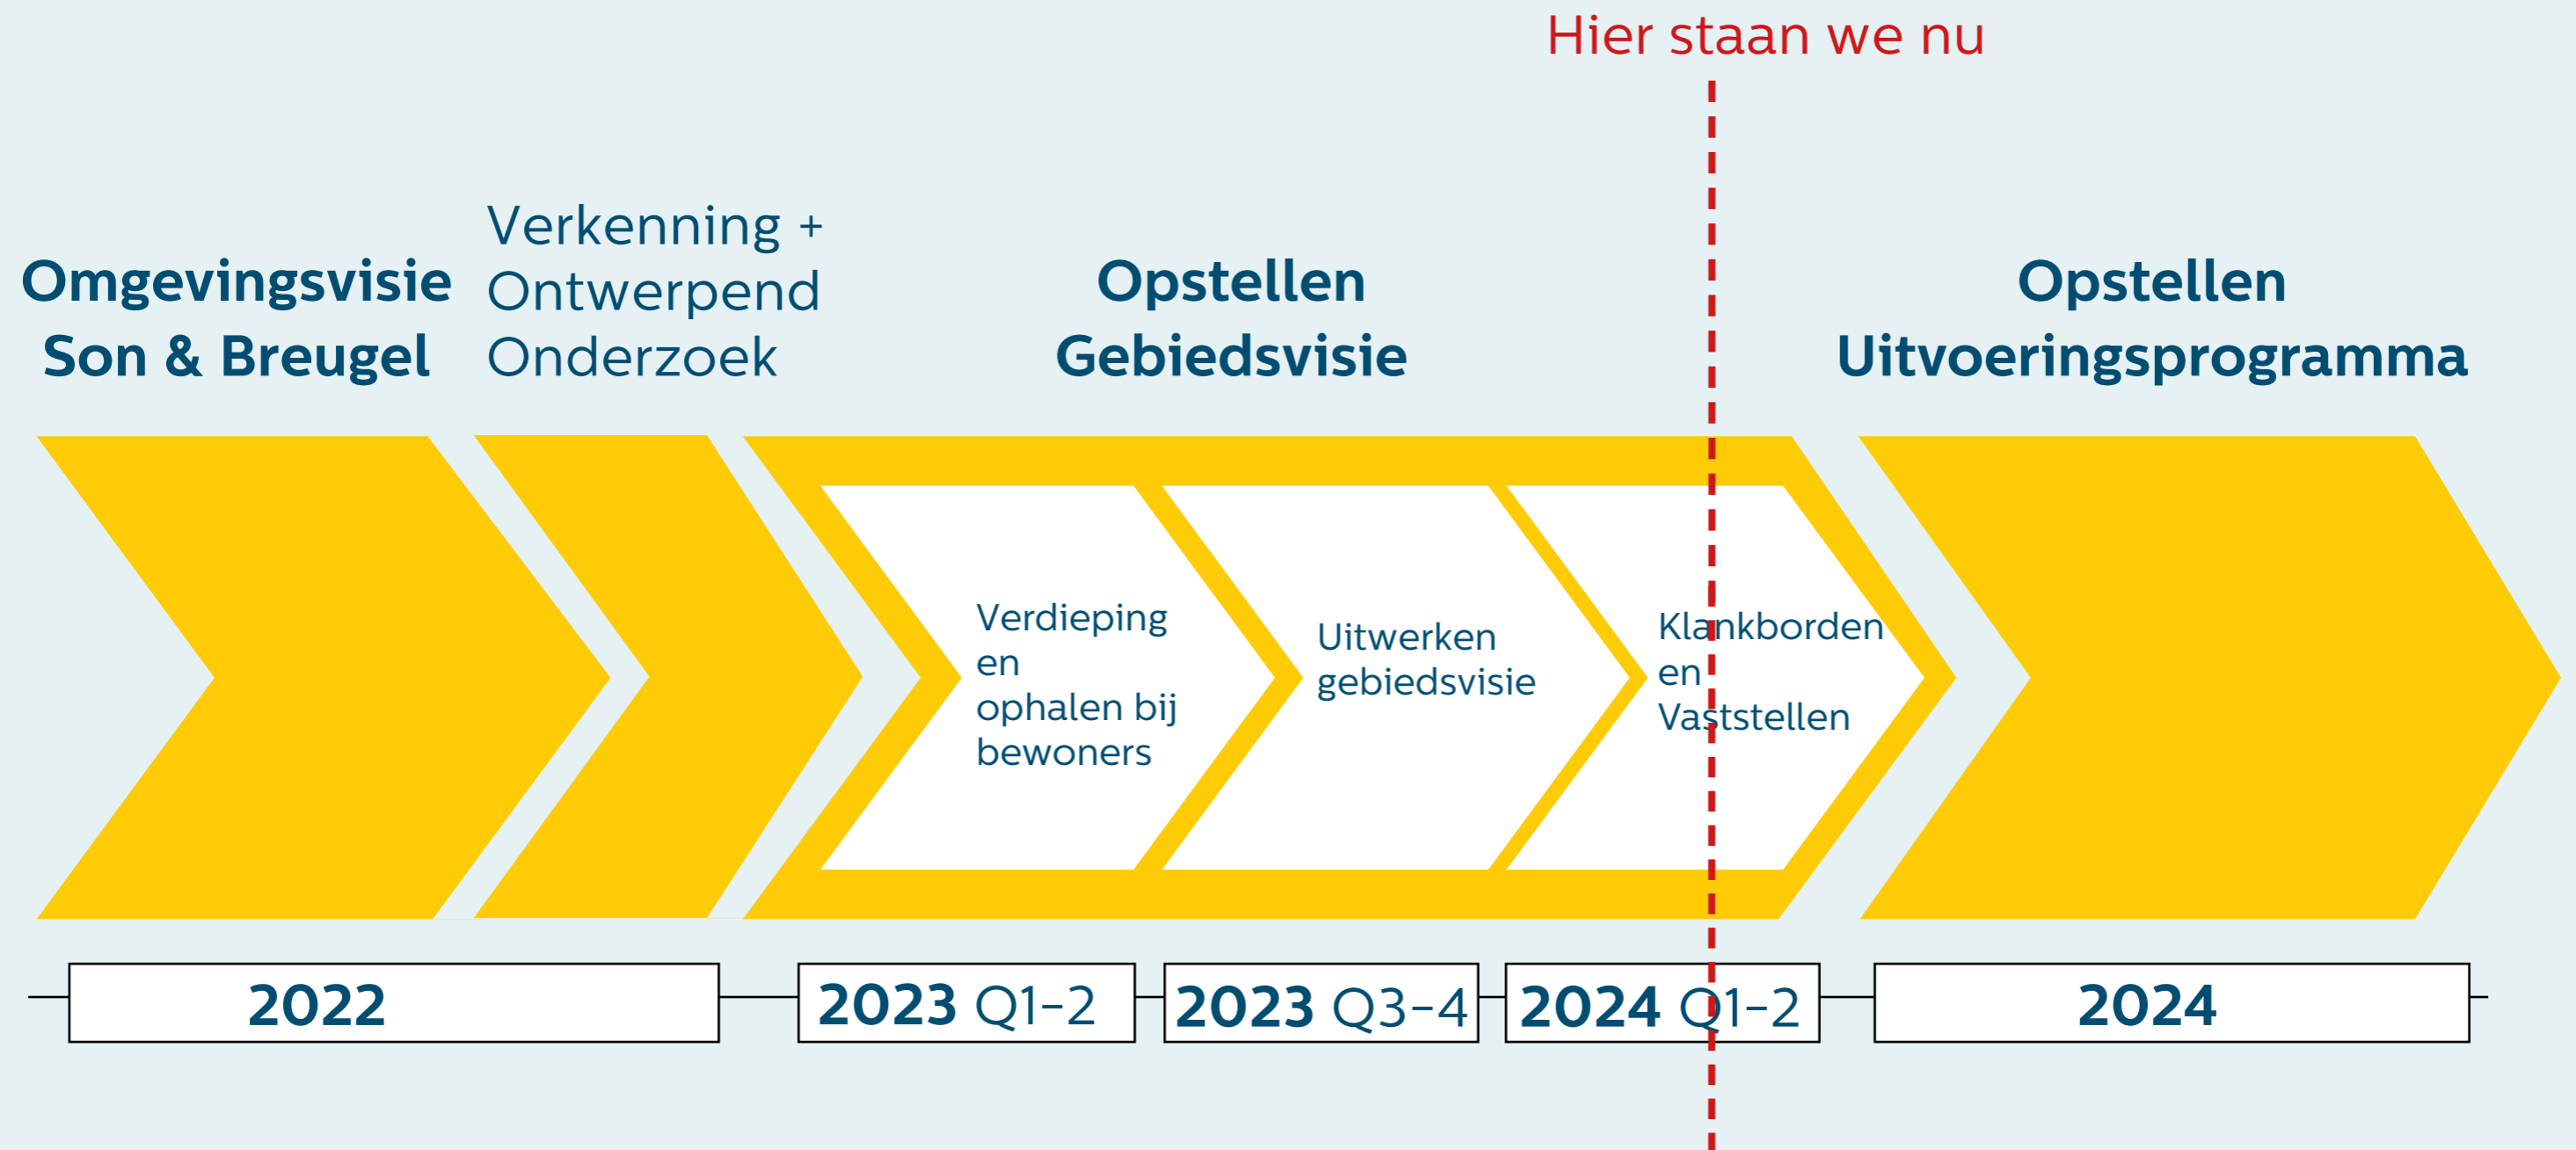 Hier staan we nu
Omgevingsvisie
Son & Breugel
Verkenning +
Ontwerpend
Onderzoek
Opstellen
Gebiedsvisie
Opstellen
Uitvoeringsprogramma
Verdieping
en
ophalen bij
bewoners
Uitwerken
gebiedsvisie
Klankborden
en
Vaststellen
2022
2023 Q1-2
2023 Q3-4
2024 Q1-2
2024